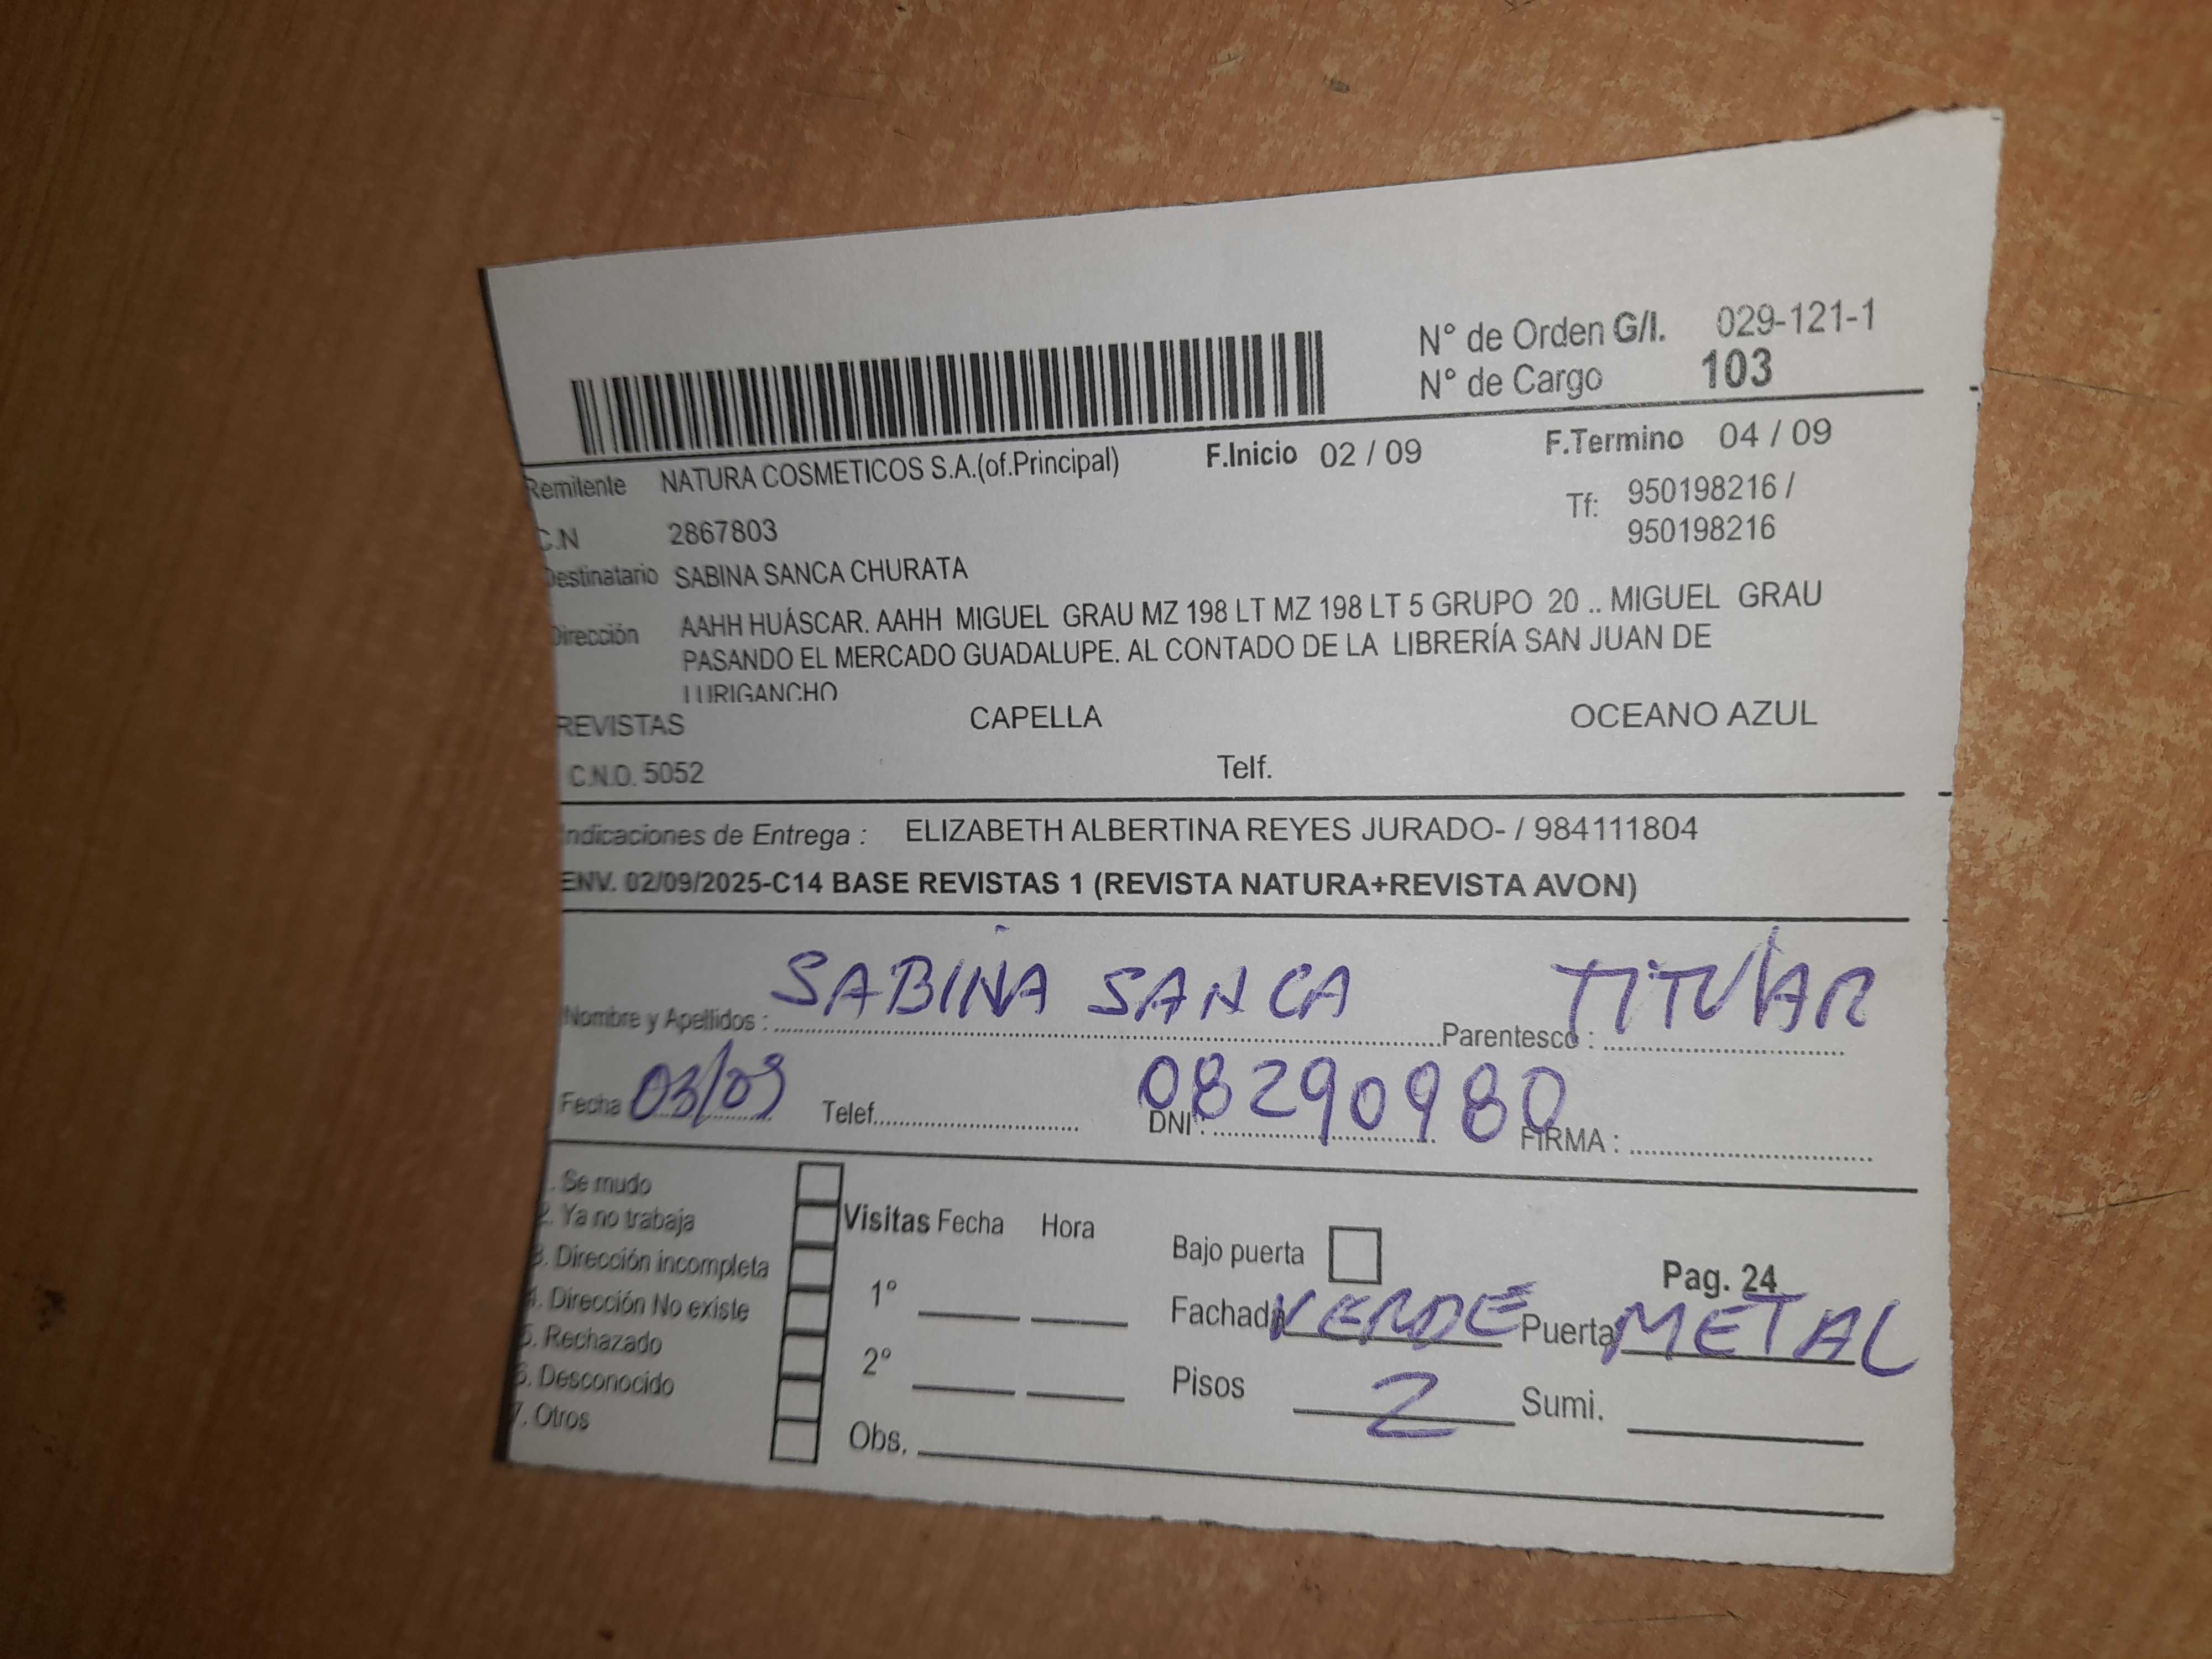 N° de Orden G/I. 029-121-1
N° de Cargo 103
Remitente NATURA COSMETICOS S.A.(of.Principal) F.Inicio 02 / 09 F.Termino 04 / 09
Tf: 950198216 /
950198216
C.N 2867803
Destinatario SABINA SANCA CHURATA
Dirección AAHH HUÁSCAR. AAHH MIGUEL GRAU MZ 198 LT MZ 198 LT 5 GRUPO 20 .. MIGUEL GRAU
PASANDO EL MERCADO GUADALUPE. AL CONTADO DE LA LIBRERÍA SAN JUAN DE
LURIGANCHO
REVISTAS CAPELLA OCEANO AZUL
C.N.O. 5052 Telf.
Indicaciones de Entrega : ELIZABETH ALBERTINA REYES JURADO- / 984111804
ENV. 02/09/2025-C14 BASE REVISTAS 1 (REVISTA NATURA+REVISTA AVON)
Nombre y Apellidos : SABINA SANCA Parentesco : TITULAR
Fecha 03/09 Telef. DNI : 08290980 FIRMA :
1. Se mudo
2. Ya no trabaja
3. Dirección incompleta
4. Dirección No existe
5. Rechazado
6. Desconocido
7. Otros
Visitas Fecha Hora
1°
2°
Obs.
Bajo puerta Pag. 24
Fachada VERDE Puerta METAL
Pisos 2 Sumi.